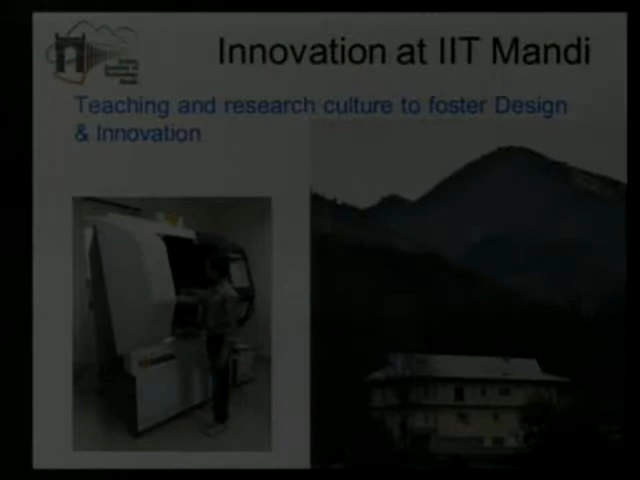 Innovation at IIT Mandi
Teaching and research culture to foster Design
& Innovation